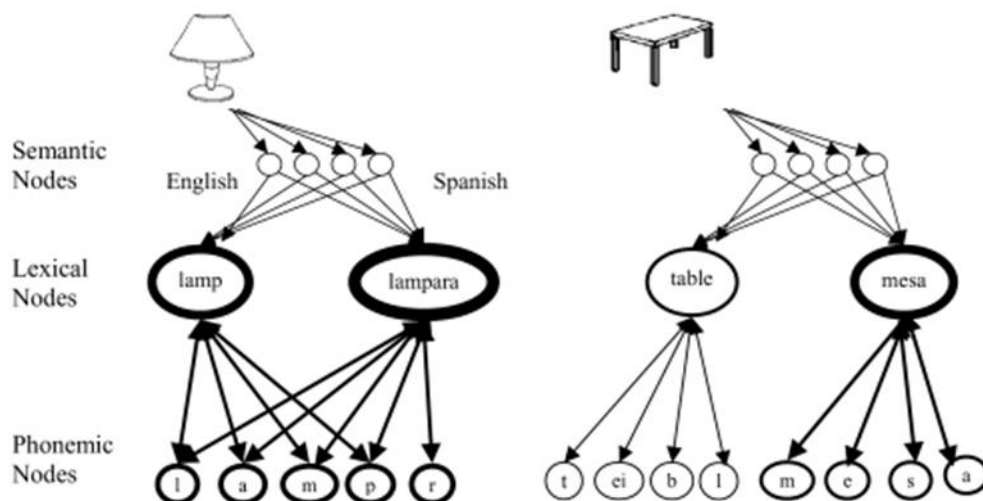 Semantic
Nodes
English
Spanish
Lexical
Nodes
lamp
lampara
table
mesa
Phonemic
Nodes
l
a
m
p
r
t
ei
b
l
m
e
s
a